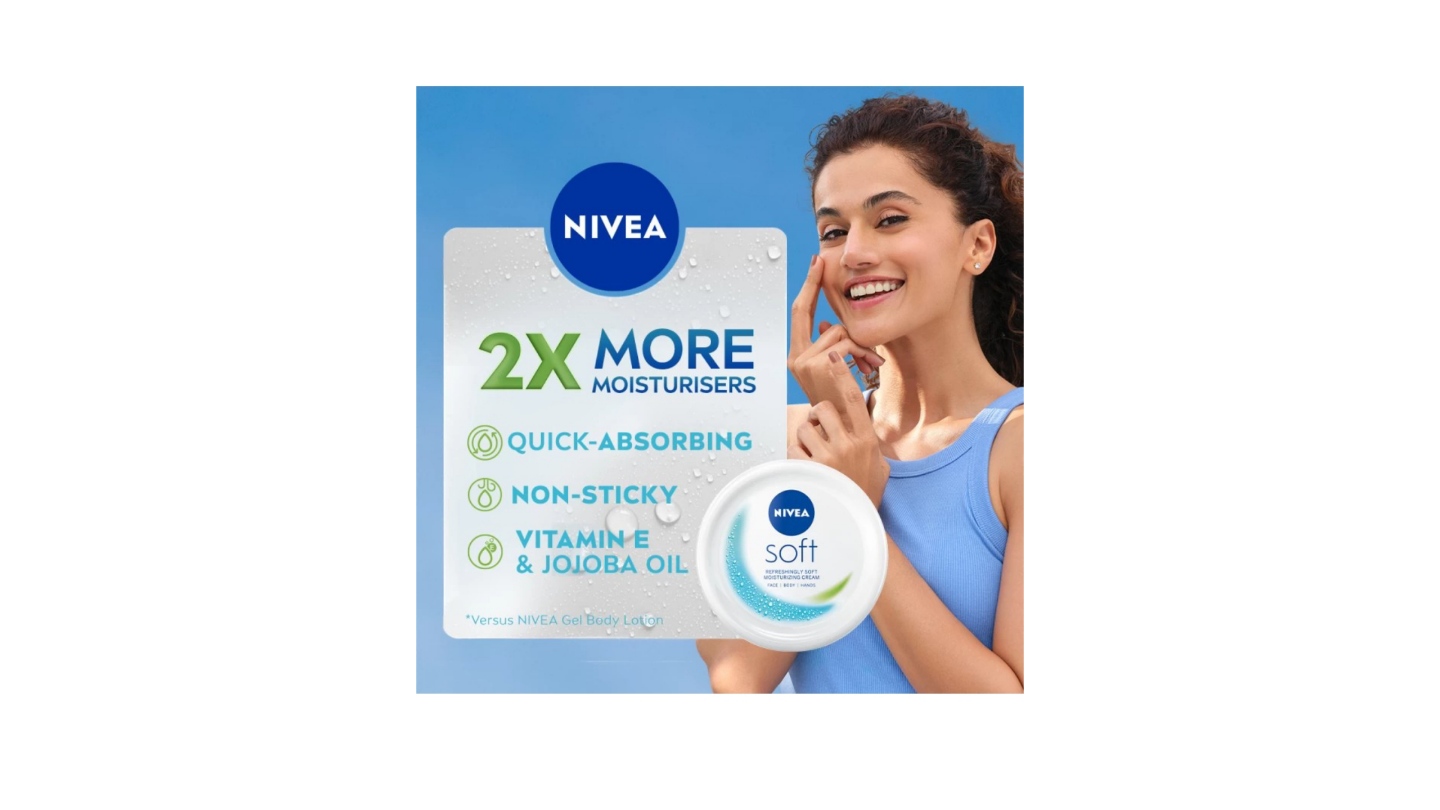 NIVEA
2X MORE
MOISTURISERS
QUICK-ABSORBING
NON-STICKY
VITAMIN E
& JOJOBA OIL
*Versus NIVEA Gel Body Lotion
NIVEA
soft
REFRESHINGLY SOFT
MOISTURIZING CREAM
FACE | BODY | HANDS